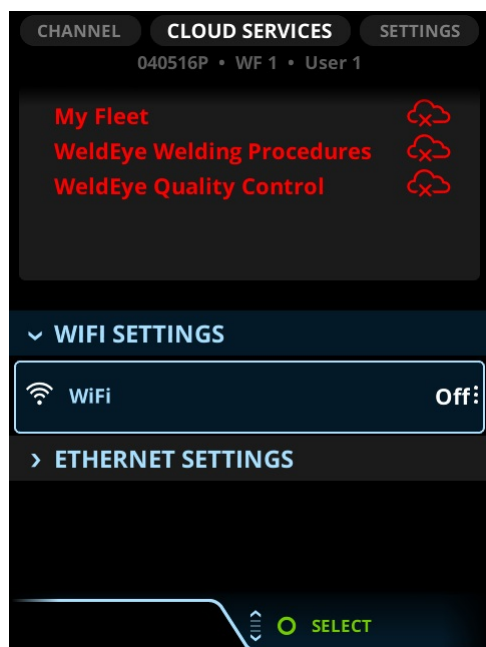 CHANNEL CLOUD SERVICES SETTINGS
040516P • WF 1 • User 1
My Fleet
WeldEye Welding Procedures
WeldEye Quality Control
WIFI SETTINGS
WiFi Off
ETHERNET SETTINGS
SELECT